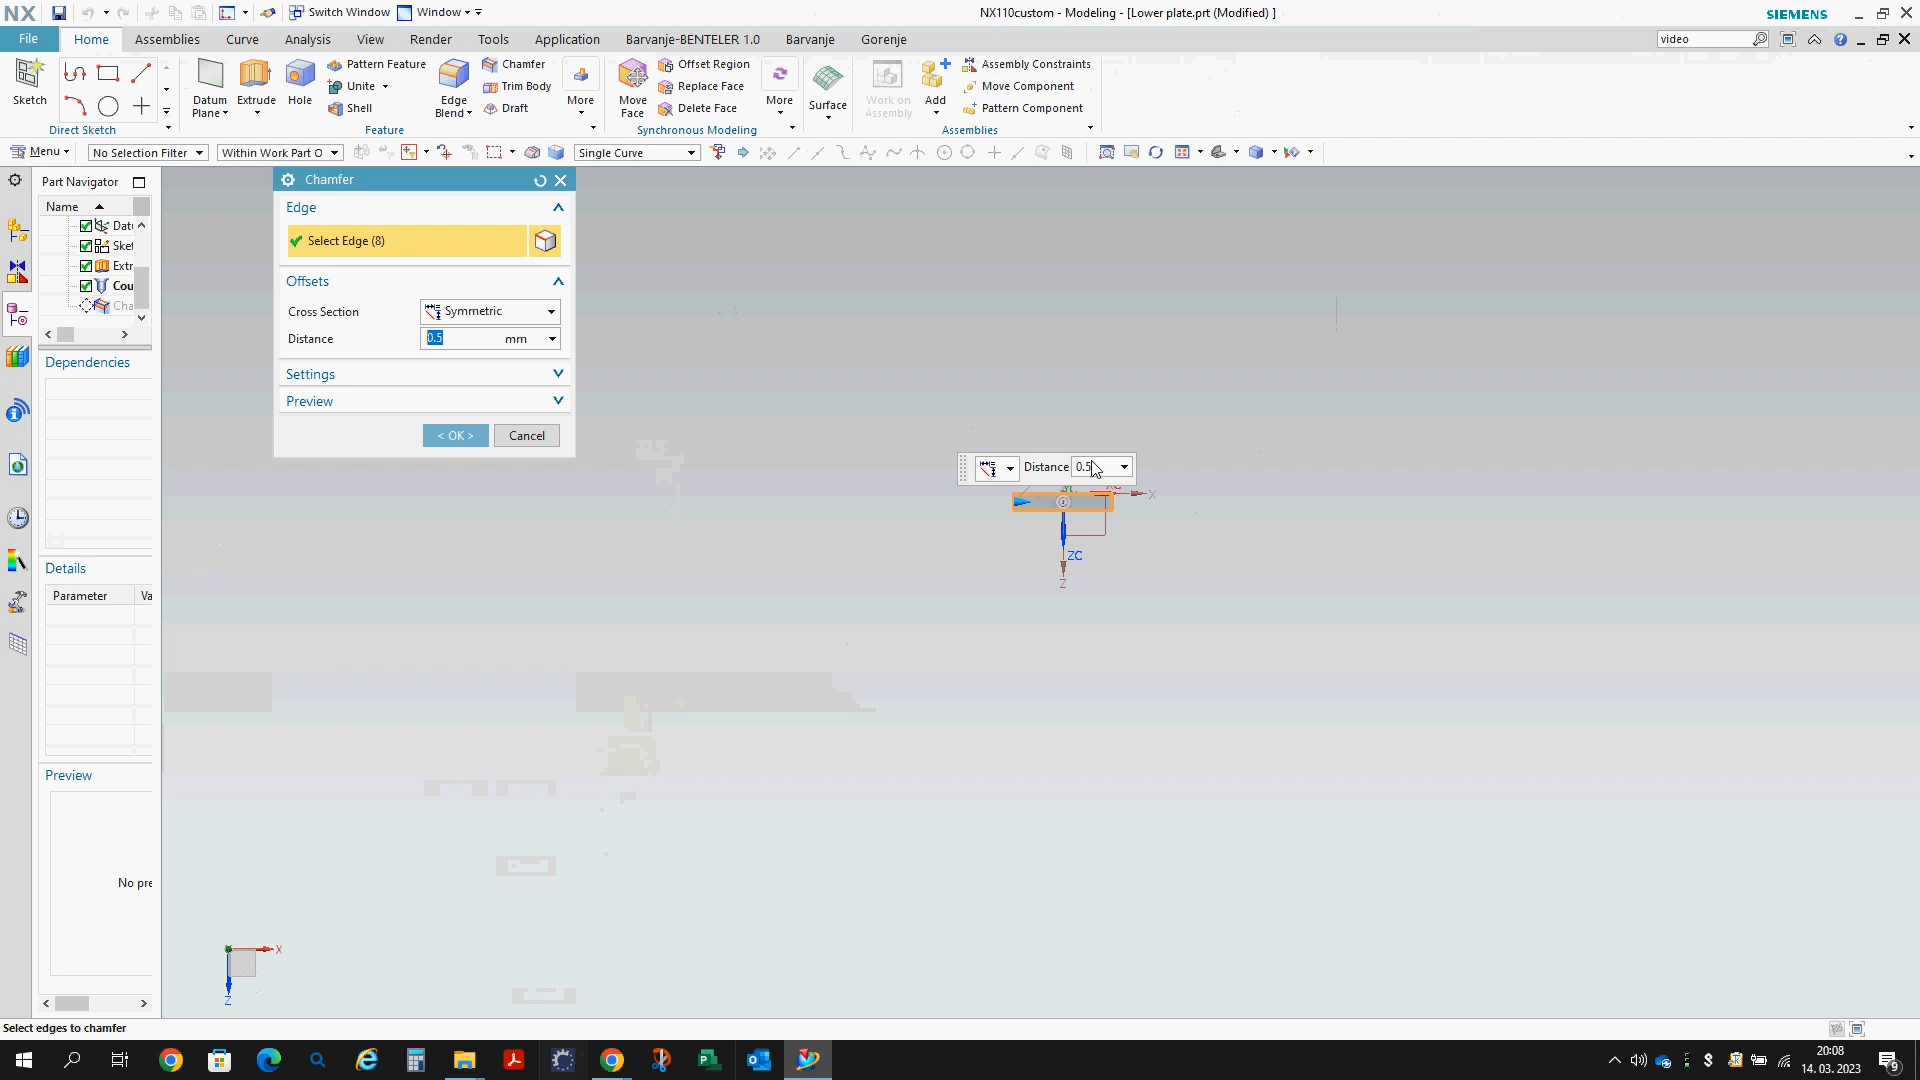 NX
Switch Window
Window
NX110custom - Modeling - [Lower plate.prt (Modified) ]
SIEMENS
File
Home
Assemblies
Curve
Analysis
View
Render
Tools
Application
Barvanje-BENTELER 1.0
Barvanje
Gorenje
video
Sketch
Direct Sketch
Datum
Plane
Extrude
Hole
Pattern Feature
Unite
Shell
Edge
Blend
Chamfer
Trim Body
Draft
More
Feature
Move
Face
Offset Region
Replace Face
Delete Face
More
Synchronous Modeling
Surface
Work on
Assembly
Add
Assembly Constraints
Move Component
Pattern Component
Assemblies
Menu
No Selection Filter
Within Work Part O
Single Curve
Part Navigator
Name
Datu
Sket
Extr
Cou
Cha
Dependencies
Details
Parameter
Va
Preview
No pre
Chamfer
Edge
Select Edge (8)
Offsets
Cross Section
Symmetric
Distance
0.5
mm
Settings
Preview
< OK >
Cancel
Distance
0.5
YC
XC
X
ZC
Z
X
Z
Select edges to chamfer
20:08
14. 03. 2023
9